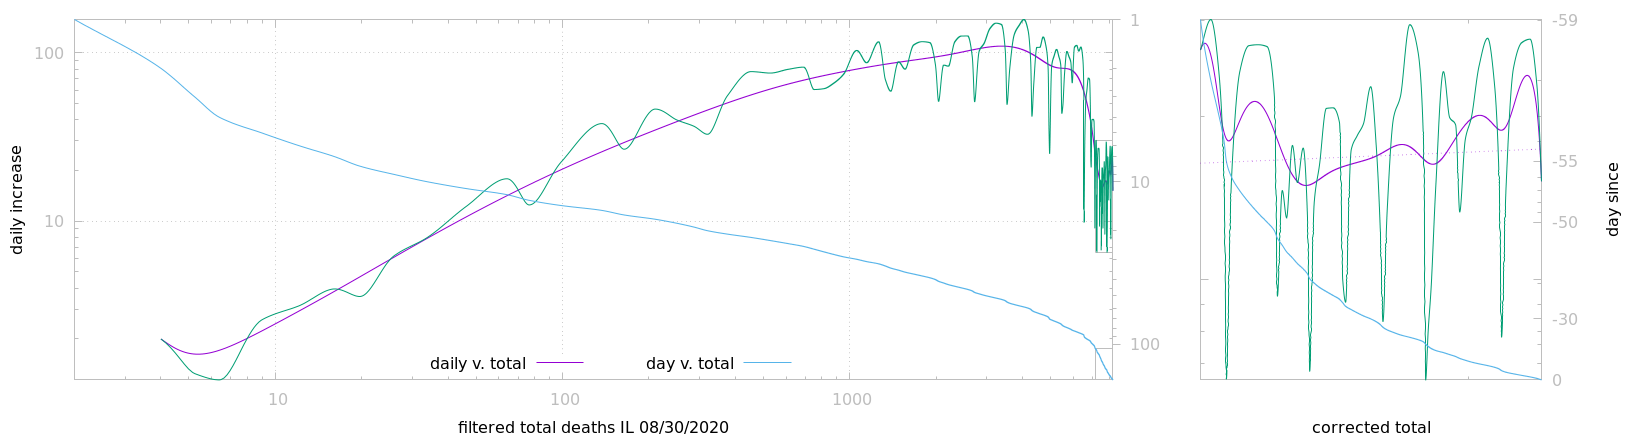 100
10
daily increase
1
10
100
daily v. total
day v. total
10
100
1000
filtered total deaths IL 08/30/2020
-59
-55
-50
-30
0
day since
corrected total